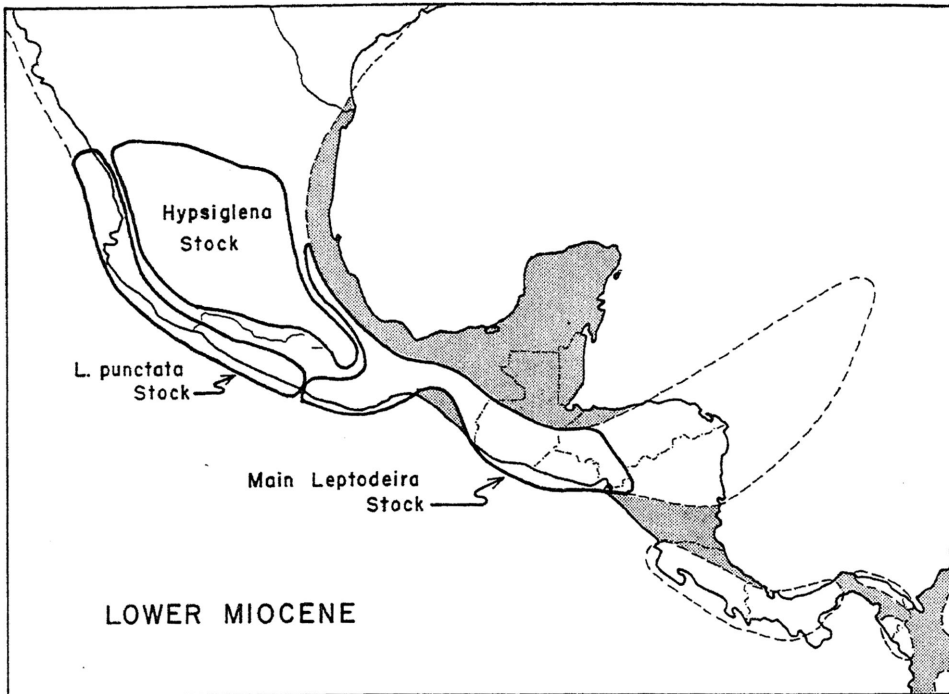 Hypsiglena
Stock
L. punctata
Stock
Main Leptodeira
Stock
LOWER MIOCENE